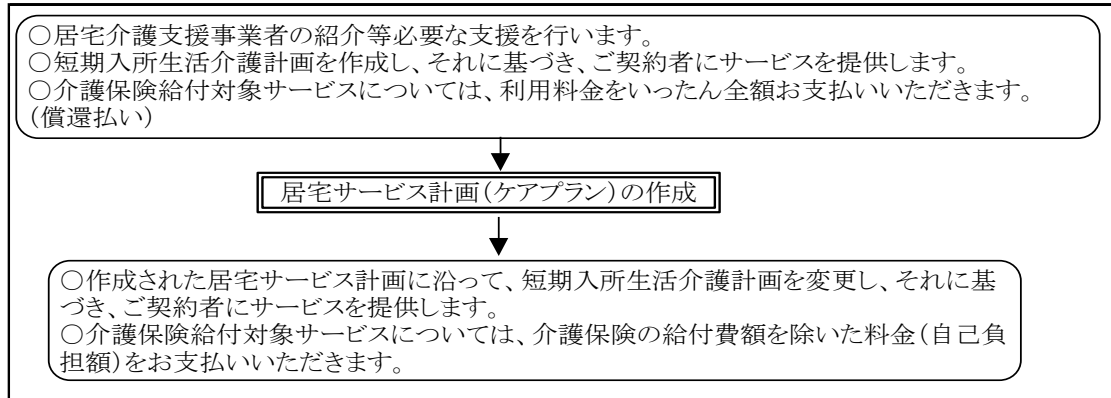 ○居宅介護支援事業者の紹介等必要な支援を行います。
○短期入所生活介護計画を作成し、それに基づき、ご契約者にサービスを提供します。
○介護保険給付対象サービスについては、利用料金をいったん全額お支払いいただきます。
(償還払い)
居宅サービス計画(ケアプラン)の作成
○作成された居宅サービス計画に沿って、短期入所生活介護計画を変更し、それに基
づき、ご契約者にサービスを提供します。
○介護保険給付対象サービスについては、介護保険の給付費額を除いた料金(自己負
担額)をお支払いいただきます。